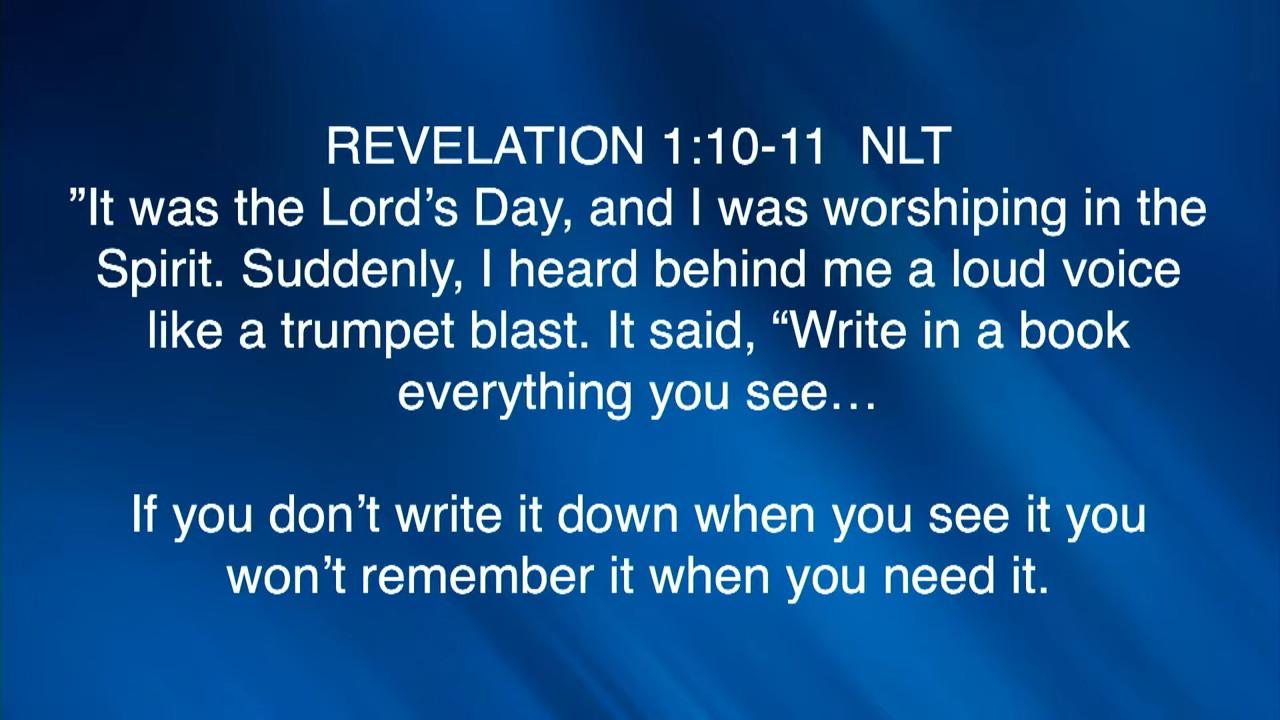 REVELATION 1:10-11  NLT
”It was the Lord’s Day, and I was worshiping in the
Spirit. Suddenly, I heard behind me a loud voice
like a trumpet blast. It said, “Write in a book
everything you see…
If you don’t write it down when you see it you
won’t remember it when you need it.